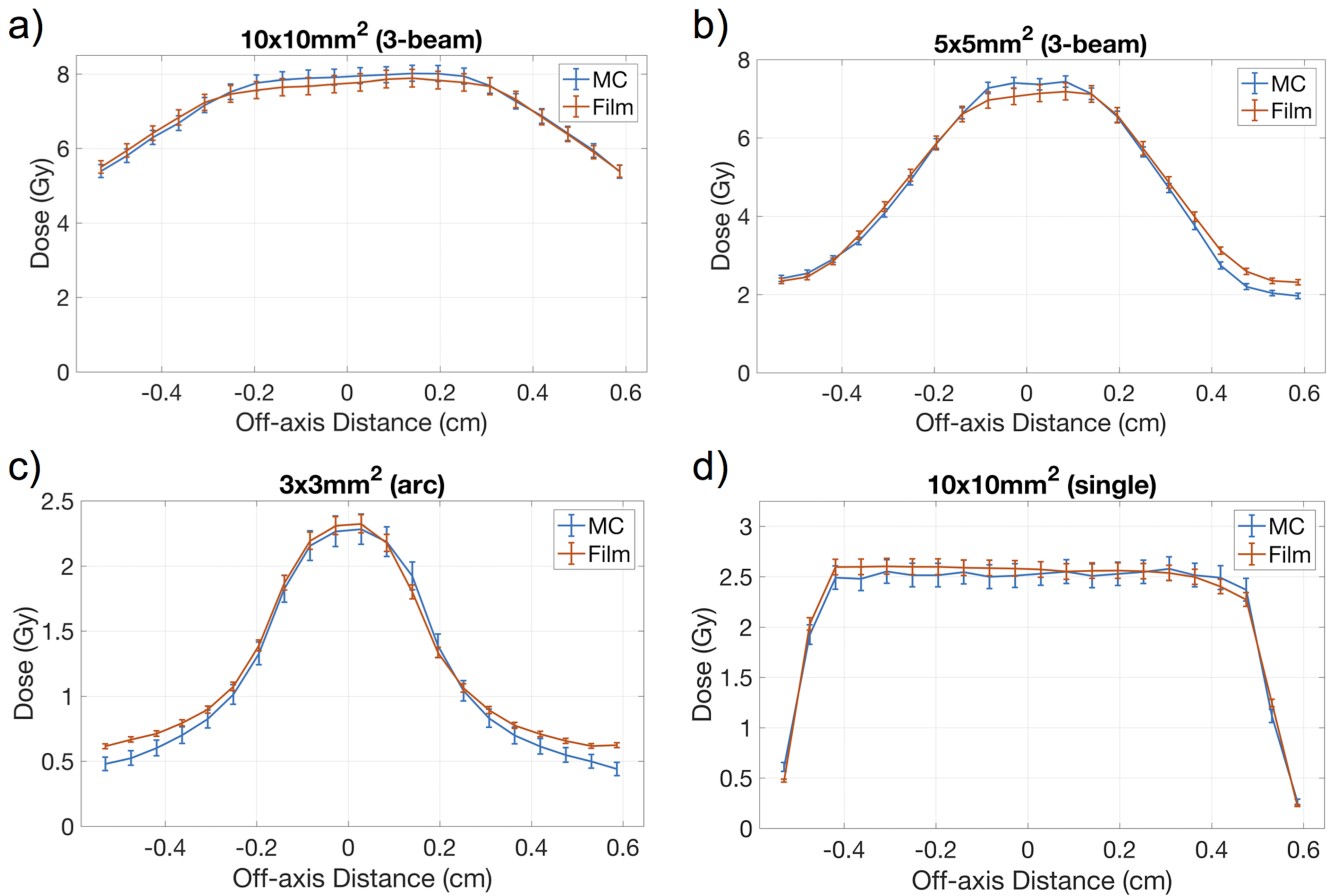 a)
10x10mm² (3-beam)
8
6
4
2
0
Dose (Gy)
MC
Film
-0.4
-0.2
0
0.2
0.4
0.6
Off-axis Distance (cm)
b)
5x5mm² (3-beam)
8
6
4
2
0
Dose (Gy)
MC
Film
-0.4
-0.2
0
0.2
0.4
0.6
Off-axis Distance (cm)
c)
3x3mm² (arc)
2.5
2
1.5
1
0.5
0
Dose (Gy)
MC
Film
-0.4
-0.2
0
0.2
0.4
0.6
Off-axis Distance (cm)
d)
10x10mm² (single)
3
2.5
2
1.5
1
0.5
0
Dose (Gy)
MC
Film
-0.4
-0.2
0
0.2
0.4
0.6
Off-axis Distance (cm)